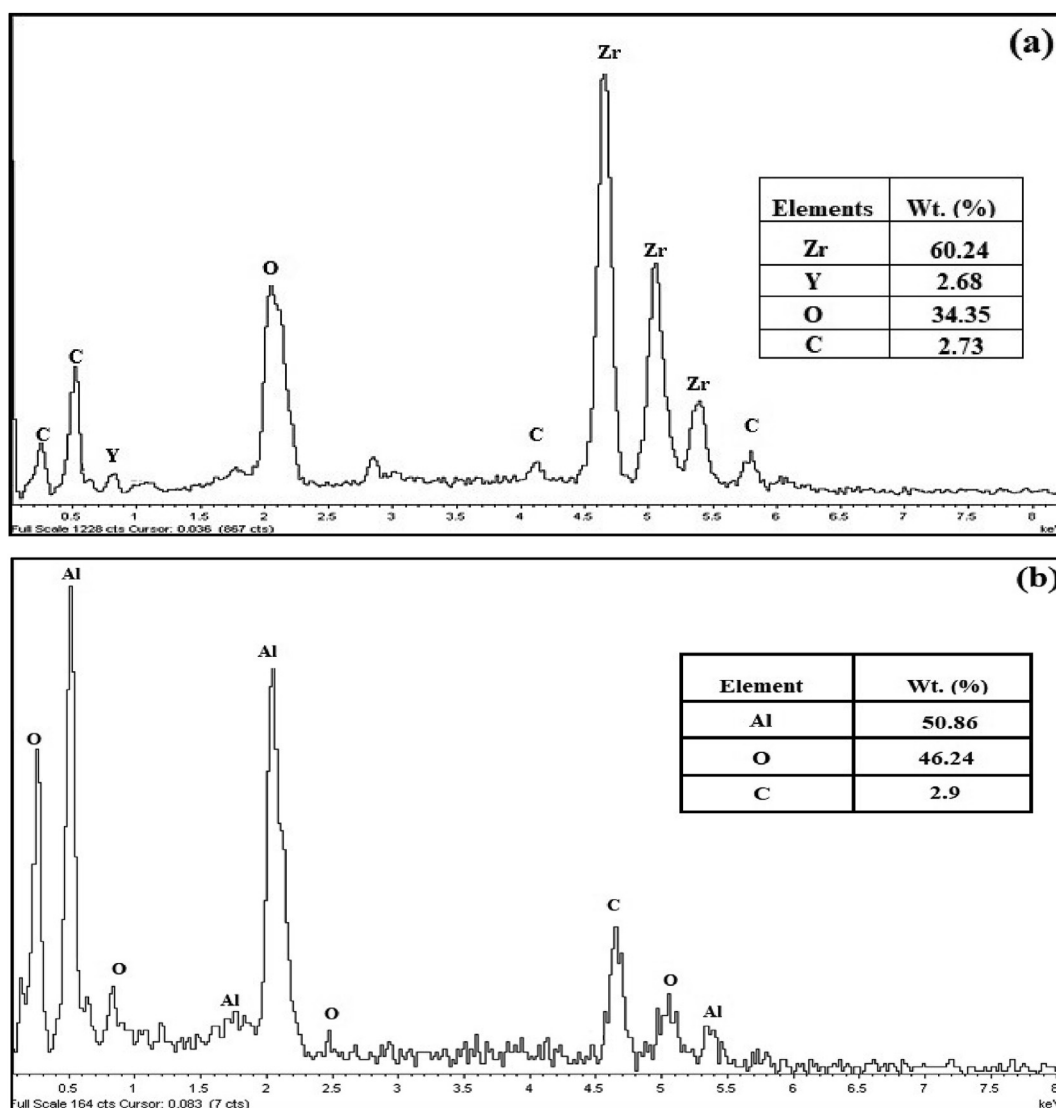 (a)
Zr
Elements Wt. (%)
Zr 60.24
Y 2.68
O 34.35
C 2.73
Zr
O
C
Zr
C
Y
C
C
0.5 1 1.5 2 2.5 3 3.5 4 4.5 5 5.5 6 6.5 7 7.5 8
Full Scale 1228 cts Cursor: 0.036 (867 cts)
(b)
Al
Al
Element Wt. (%)
Al 50.86
O 46.24
C 2.9
O
C
O
O
Al
O
Al
0.5 1 1.5 2 2.5 3 3.5 4 4.5 5 5.5 6 6.5 7 7.5 8
Full Scale 164 cts Cursor: 0.083 (7 cts)